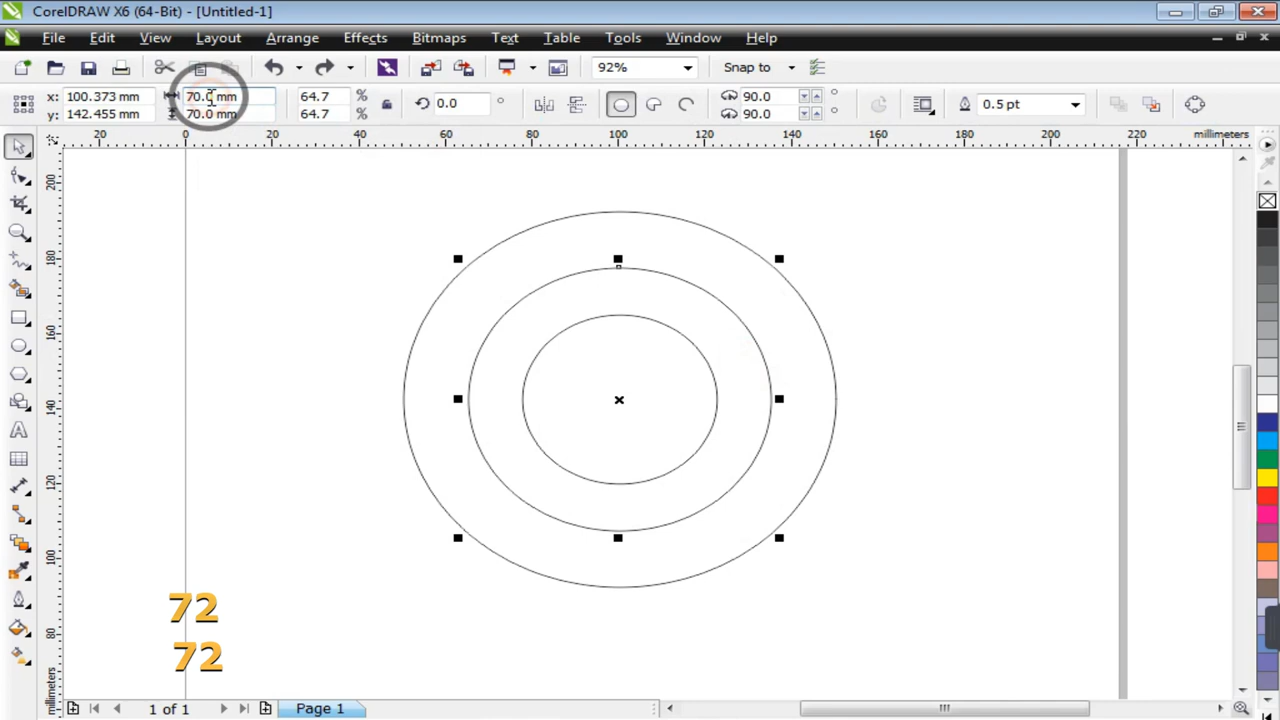 CorelDRAW X6 (64-Bit) - [Untitled-1]
File Edit View Layout Arrange Effects Bitmaps Text Table Tools Window Help
92% Snap to
x: 100.373 mm 70.0 mm 64.7 % 0.0 ° 90.0 ° 0.5 pt
y: 142.455 mm 70.0 mm 64.7 % 90.0 °
20 0 20 40 60 80 100 120 140 160 180 200 220 millimeters
200
180
160
140
120
100
80
millimeters
72
72
1 of 1 Page 1